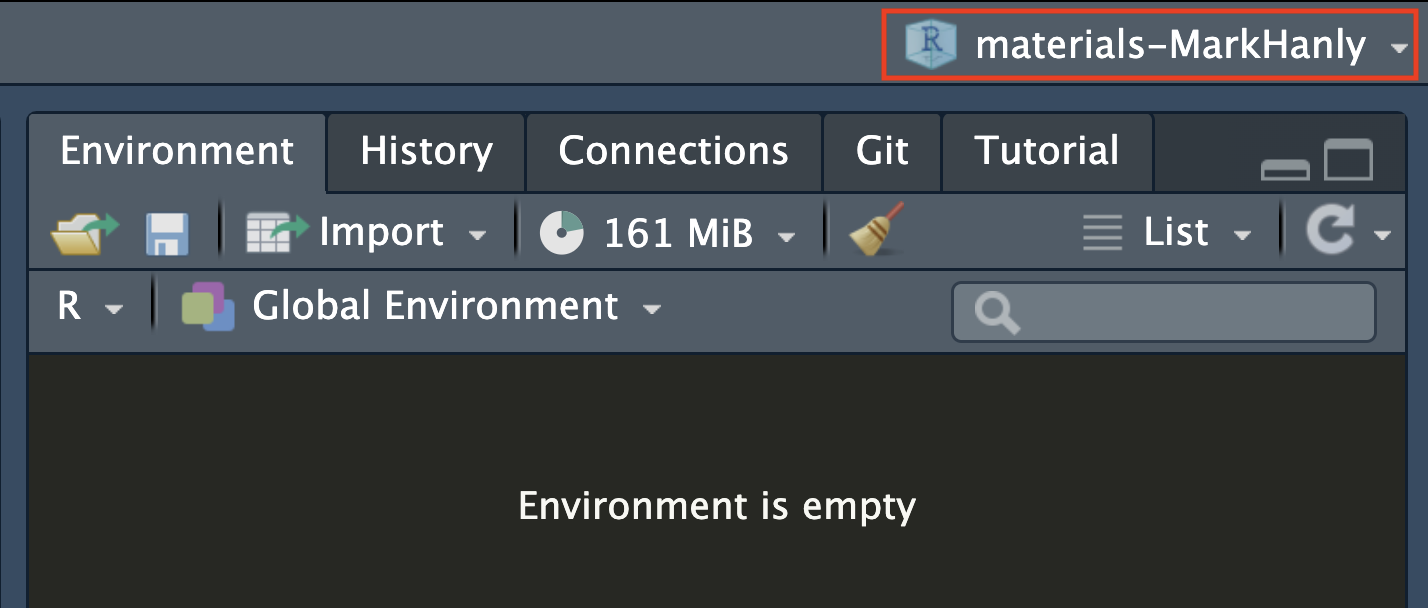 R materials-MarkHanly
Environment History Connections Git Tutorial
Import 161 MiB List
R Global Environment
Environment is empty